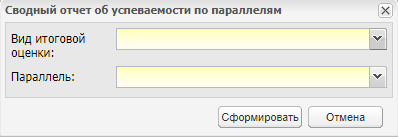 Сводный отчет об успеваемости по параллелям
Вид итоговой
оценки:
Параллель:
Сформировать Отмена